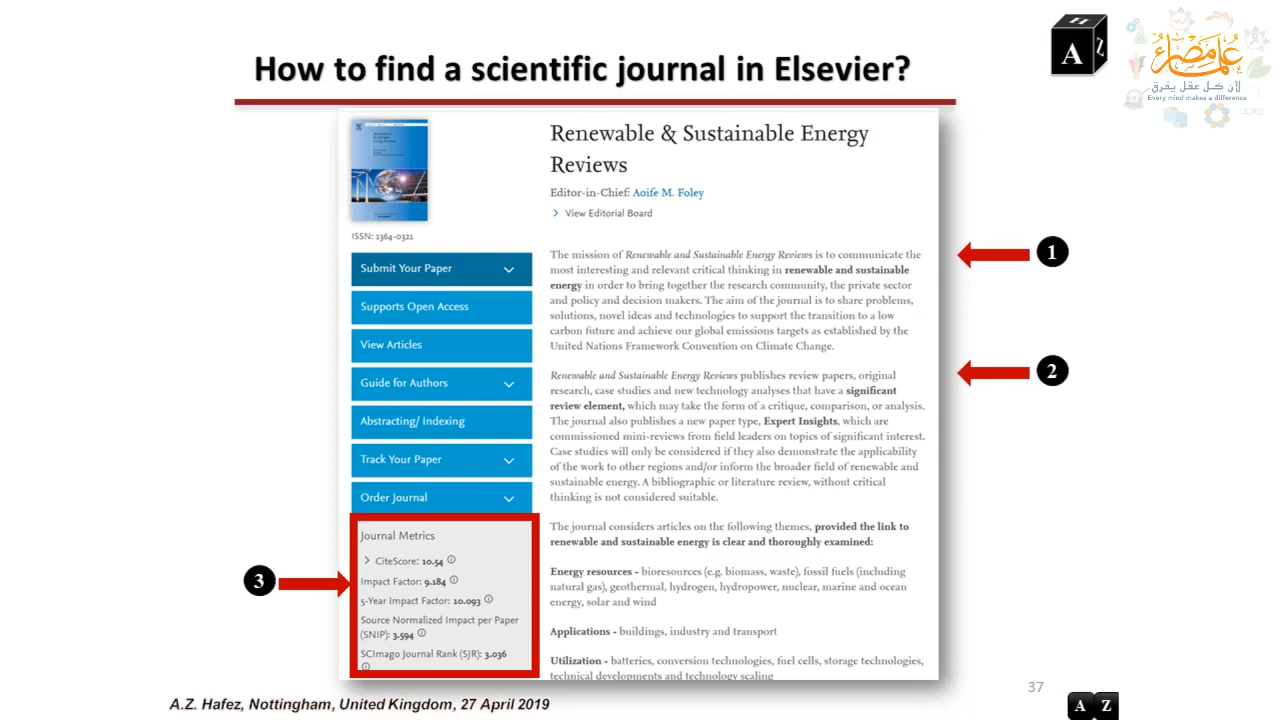 How to find a scientific journal in Elsevier?
H
A
Z
علماء مصر
لأن كل عقل يفرق
Every mind makes a difference
Renewable & Sustainable Energy
Reviews
Editor-in-Chief: Aoife M. Foley
View Editorial Board
ISSN: 1364-0321
Submit Your Paper
Supports Open Access
View Articles
Guide for Authors
Abstracting/ Indexing
Track Your Paper
Order Journal
Journal Metrics
CiteScore: 10.54
Impact Factor: 9.184
5-Year Impact Factor: 10.093
Source Normalized Impact per Paper
(SNIP): 3.594
SCImago Journal Rank (SJR): 3.036
3
The mission of Renewable and Sustainable Energy Reviews is to communicate the
most interesting and relevant critical thinking in renewable and sustainable
energy in order to bring together the research community, the private sector
and policy and decision makers. The aim of the journal is to share problems,
solutions, novel ideas and technologies to support the transition to a low
carbon future and achieve our global emissions targets as established by the
United Nations Framework Convention on Climate Change.
1
Renewable and Sustainable Energy Reviews publishes review papers, original
research, case studies and new technology analyses that have a significant
review element, which may take the form of a critique, comparison, or analysis.
The journal also publishes a new paper type, Expert Insights, which are
commissioned mini-reviews from field leaders on topics of significant interest.
Case studies will only be considered if they also demonstrate the applicability
of the work to other regions and/or inform the broader field of renewable and
sustainable energy. A bibliographic or literature review, without critical
thinking is not considered suitable.
2
The journal considers articles on the following themes, provided the link to
renewable and sustainable energy is clear and thoroughly examined:
Energy resources - bioresources (e.g. biomass, waste), fossil fuels (including
natural gas), geothermal, hydrogen, hydropower, nuclear, marine and ocean
energy, solar and wind
Applications - buildings, industry and transport
Utilization - batteries, conversion technologies, fuel cells, storage technologies,
technical developments and technology scaling
A.Z. Hafez, Nottingham, United Kingdom, 27 April 2019
37
A Z